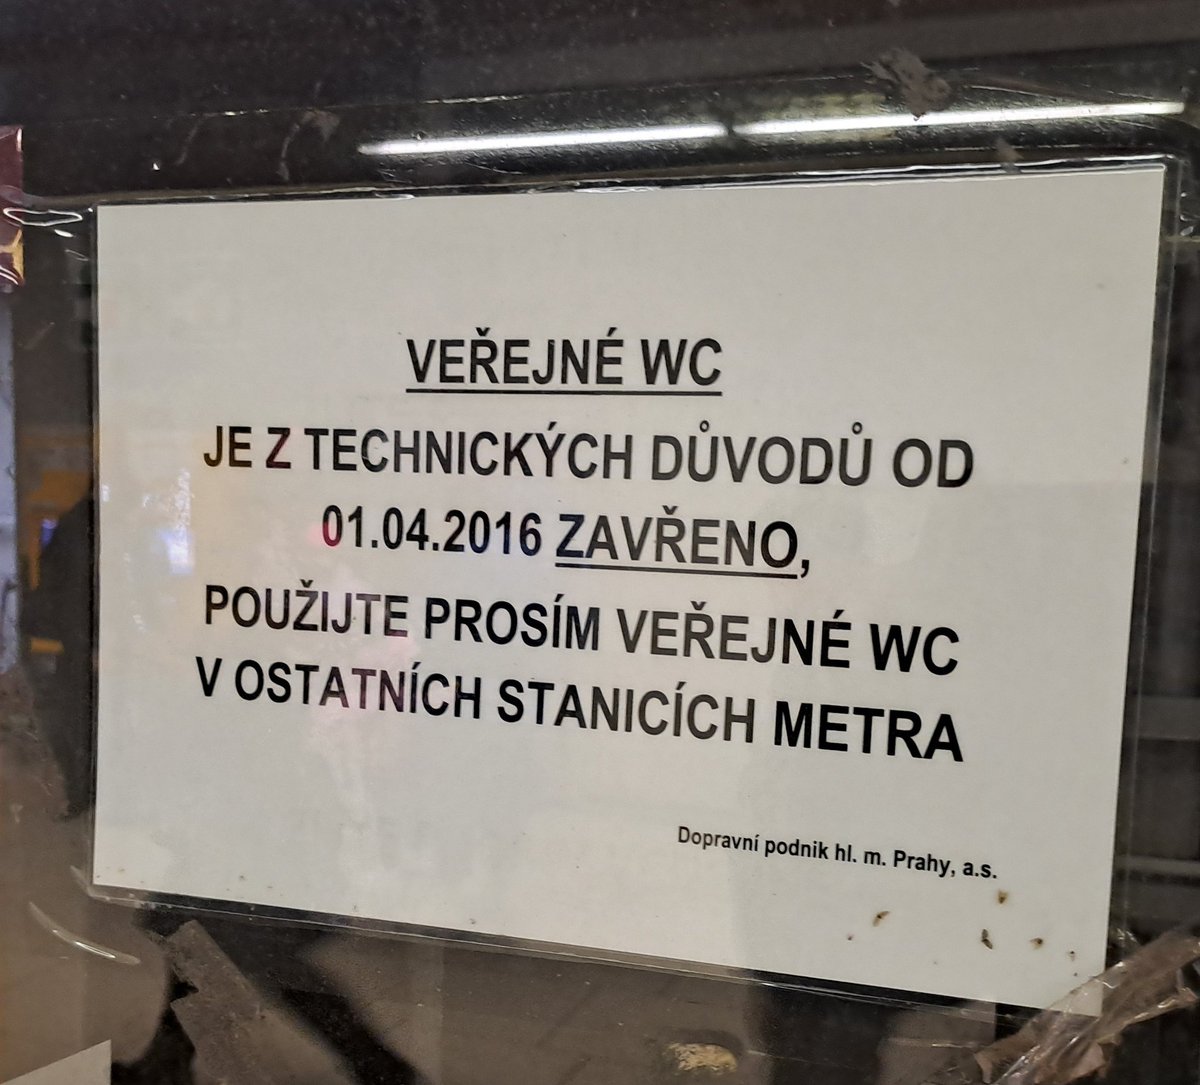 VEŘEJNÉ WC
JE Z TECHNICKÝCH DŮVODŮ OD
01.04.2016 ZAVŘENO,
POUŽIJTE PROSÍM VEŘEJNÉ WC
V OSTATNÍCH STANICÍCH METRA
Dopravní podnik hl. m. Prahy, a.s.